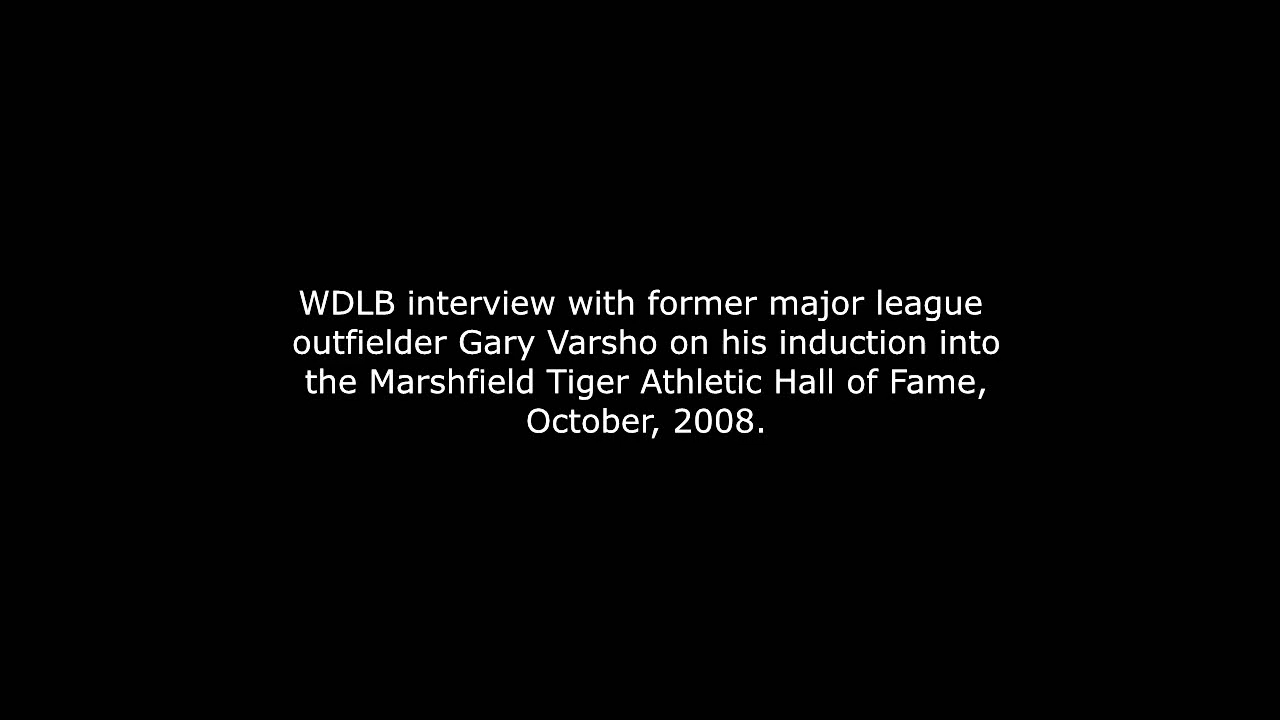 WDLB interview with former major league
outfielder Gary Varsho on his induction into
the Marshfield Tiger Athletic Hall of Fame,
October, 2008.